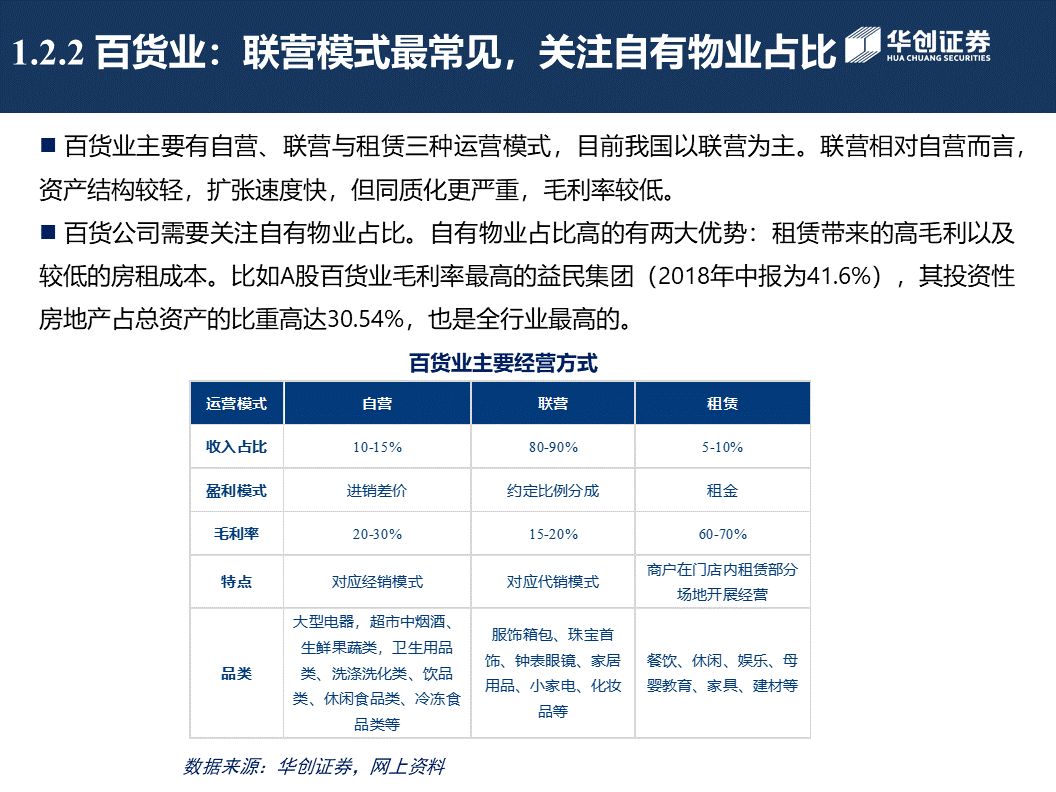 1.2.2 百货业：联营模式最常见，关注自有物业占比
华创证券
HUA CHUANG SECURITIES
■ 百货业主要有自营、联营与租赁三种运营模式，目前我国以联营为主。联营相对自营而言，
资产结构较轻，扩张速度快，但同质化更严重，毛利率较低。
■ 百货公司需要关注自有物业占比。自有物业占比高的有两大优势：租赁带来的高毛利以及
较低的房租成本。比如A股百货业毛利率最高的益民集团（2018年中报为41.6%），其投资性
房地产占总资产的比重高达30.54%，也是全行业最高的。
百货业主要经营方式
运营模式 自营 联营 租赁
收入占比 10-15% 80-90% 5-10%
盈利模式 进销差价 约定比例分成 租金
毛利率 20-30% 15-20% 60-70%
特点 对应经销模式 对应代销模式 商户在门店内租赁部分
场地开展经营
品类
大型电器，超市中烟酒、
生鲜果蔬类，卫生用品
类、洗涤洗化类、饮品
类、休闲食品类、冷冻食
品类等
服饰箱包、珠宝首
饰、钟表眼镜、家居
用品、小家电、化妆
品等
餐饮、休闲、娱乐、母
婴教育、家具、建材等
数据来源：华创证券，网上资料